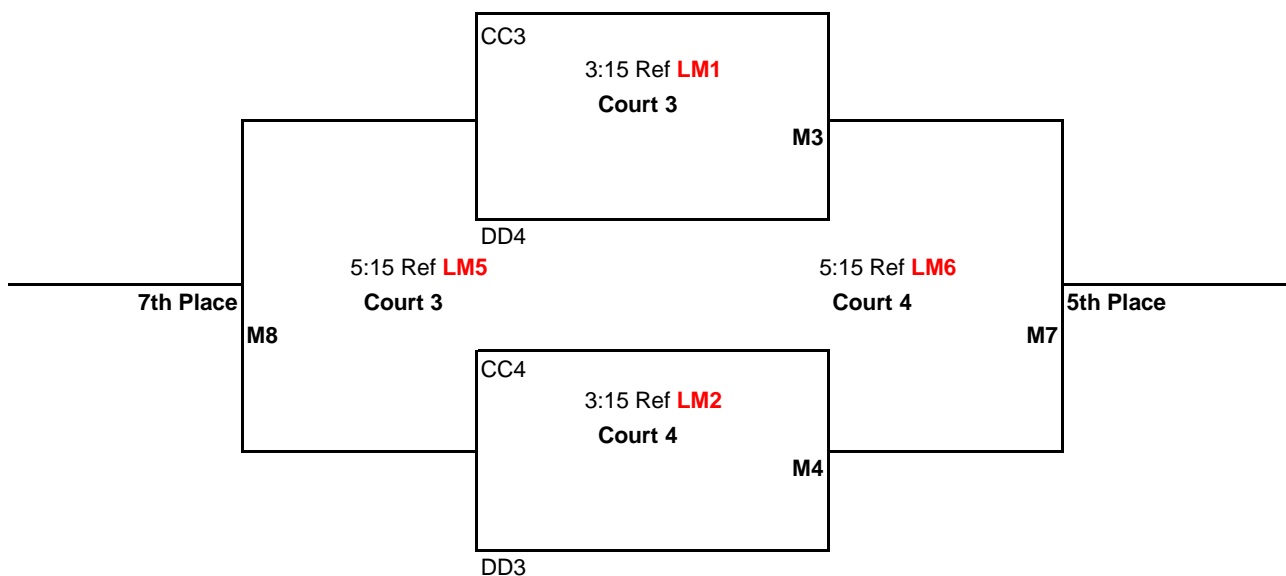 CC3
3:15 Ref LM1
Court 3
M3
DD4
5:15 Ref LM5
5:15 Ref LM6
Court 3
Court 4
7th Place
5th Place
M8
M7
CC4
3:15 Ref LM2
Court 4
M4
DD3